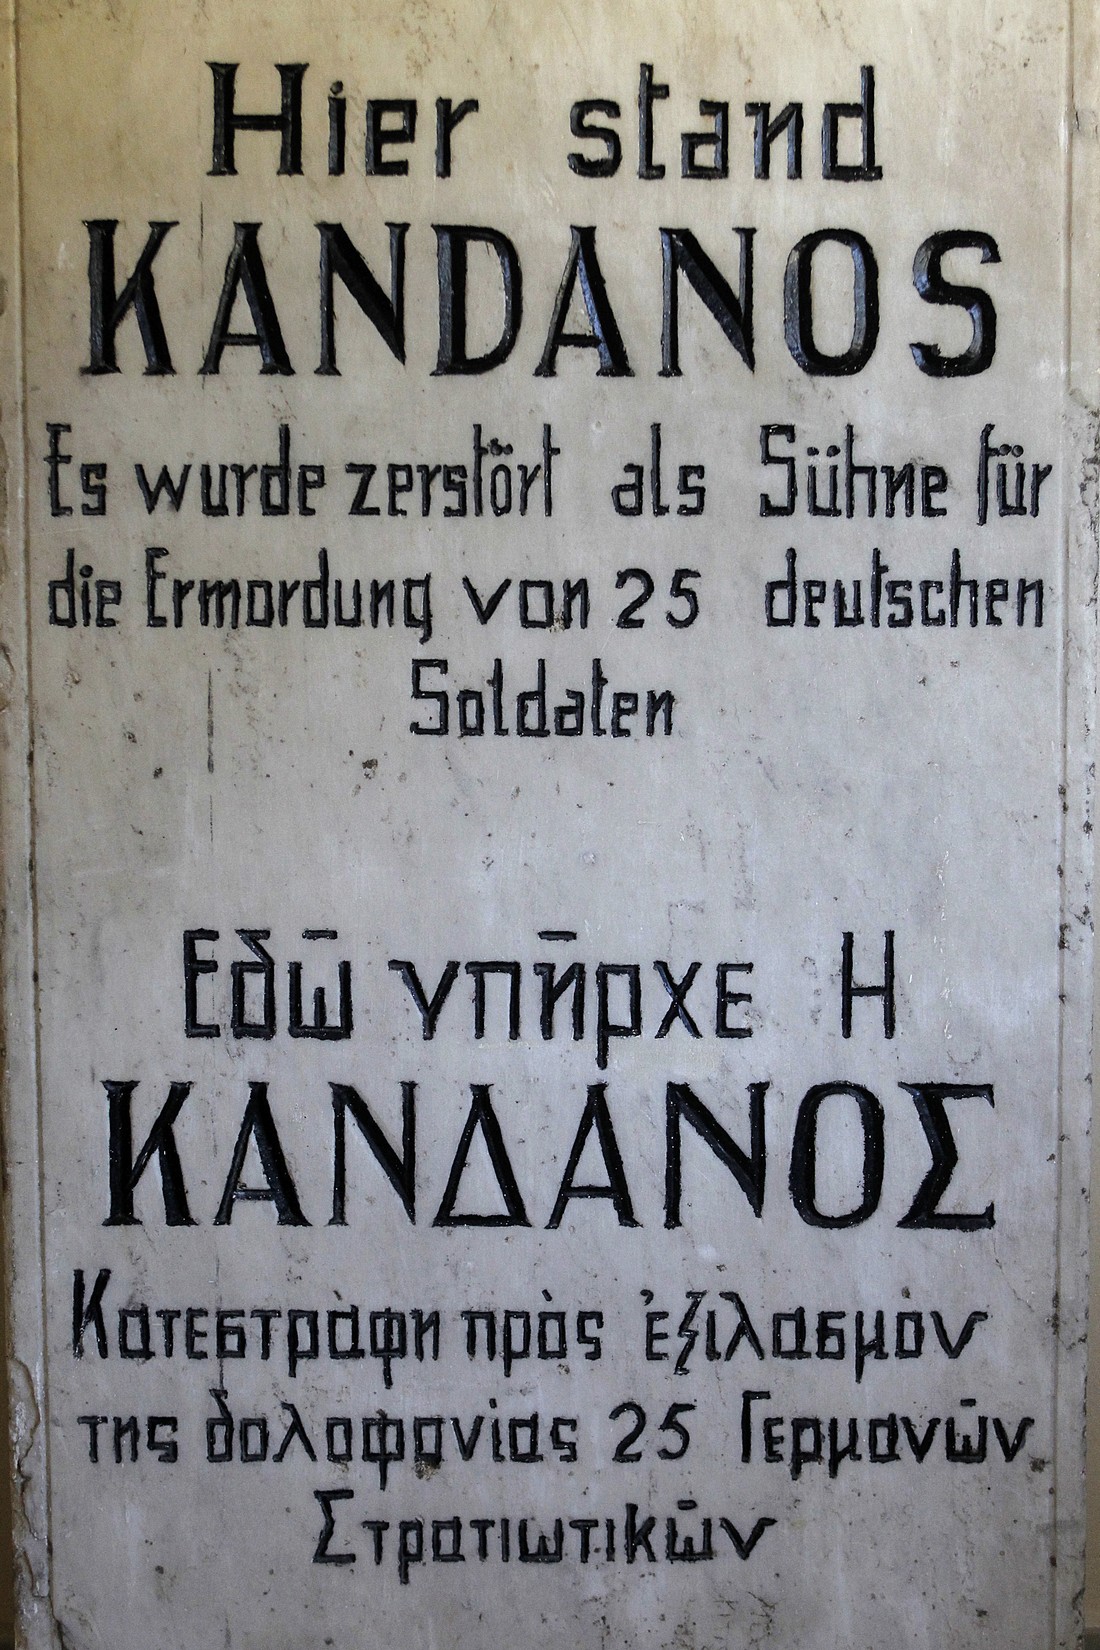 Hier stand
KANDANOS
Es wurde zerstört als Sühne für
die Ermordung von 25 deutschen
Soldaten
Εδω̄ υπη̄ρχε Η
ΚΑΝΔΑΝΟΣ
Κατεστράφη πρὸς ἐξιλασμὸν
της δολοφονίας 25 Γερμανω̄ν
Στρατιωτικω̄ν